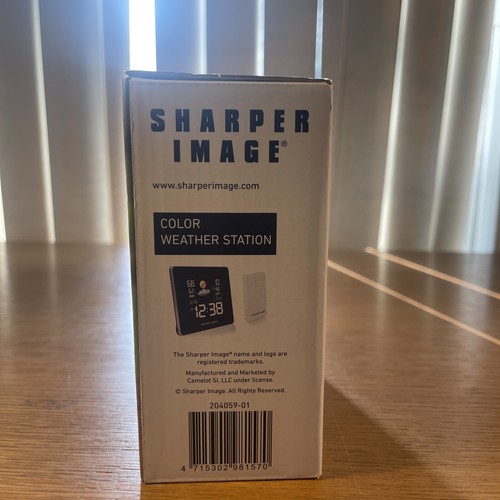 SHARPER
IMAGE®
www.sharperimage.com
COLOR
WEATHER STATION
12:38
The Sharper Image® name and logo are
registered trademarks.
Manufactured and Marketed by
Camelot SI, LLC under license.
© Sharper Image. All Rights Reserved.
204059-01
4 715302 981570